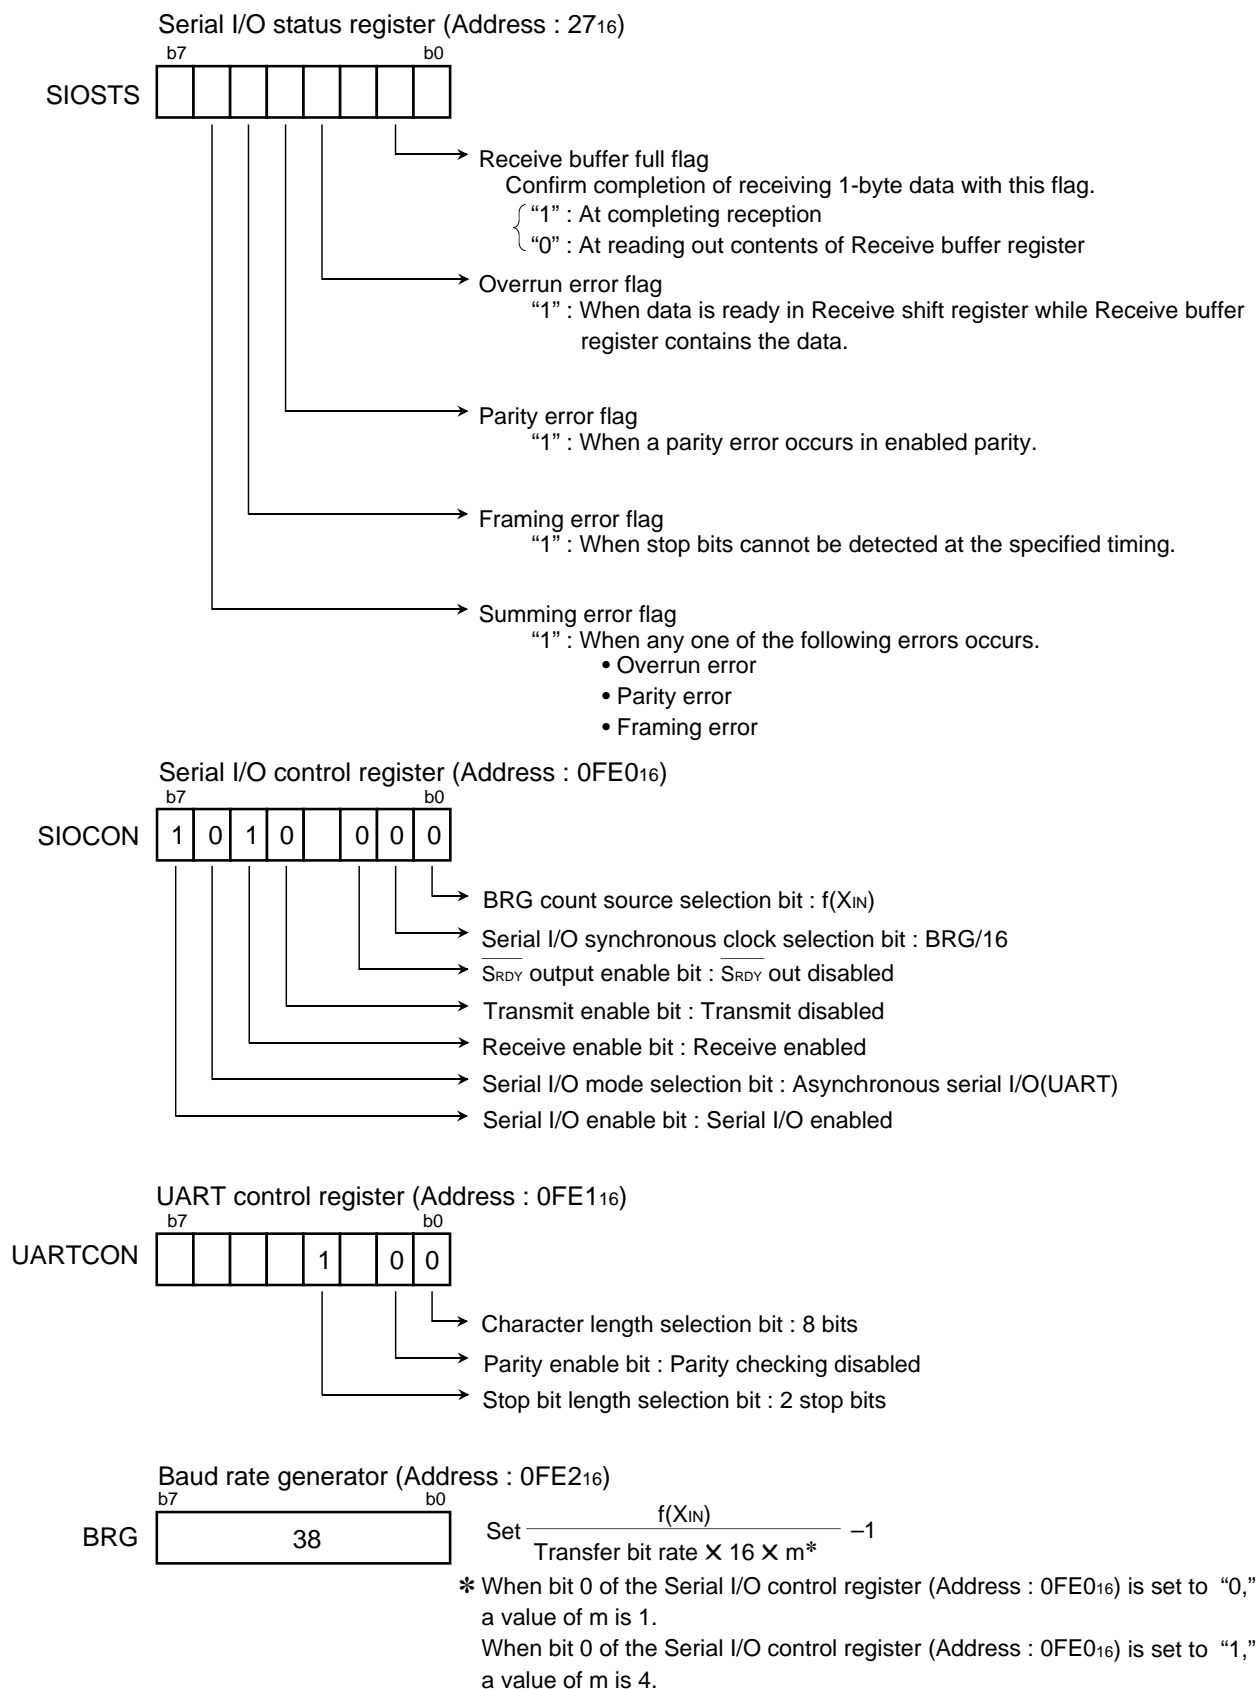 Serial I/O status register (Address : 2716)
b7 b0
SIOSTS
Receive buffer full flag
Confirm completion of receiving 1-byte data with this flag.
“1” : At completing reception
“0” : At reading out contents of Receive buffer register
Overrun error flag
“1” : When data is ready in Receive shift register while Receive buffer
register contains the data.
Parity error flag
“1” : When a parity error occurs in enabled parity.
Framing error flag
“1” : When stop bits cannot be detected at the specified timing.
Summing error flag
“1” : When any one of the following errors occurs.
• Overrun error
• Parity error
• Framing error
Serial I/O control register (Address : 0FE016)
b7 b0
SIOCON 1 0 1 0 0 0 0
BRG count source selection bit : f(XIN)
Serial I/O synchronous clock selection bit : BRG/16
SRDY output enable bit : SRDY out disabled
Transmit enable bit : Transmit disabled
Receive enable bit : Receive enabled
Serial I/O mode selection bit : Asynchronous serial I/O(UART)
Serial I/O enable bit : Serial I/O enabled
UART control register (Address : 0FE116)
b7 b0
UARTCON 1 0 0
Character length selection bit : 8 bits
Parity enable bit : Parity checking disabled
Stop bit length selection bit : 2 stop bits
Baud rate generator (Address : 0FE216)
b7 b0
BRG 38
f(XIN)
Set –1
Transfer bit rate ✕ 16 ✕ m✽
✽ When bit 0 of the Serial I/O control register (Address : 0FE016) is set to “0,”
a value of m is 1.
When bit 0 of the Serial I/O control register (Address : 0FE016) is set to “1,”
a value of m is 4.